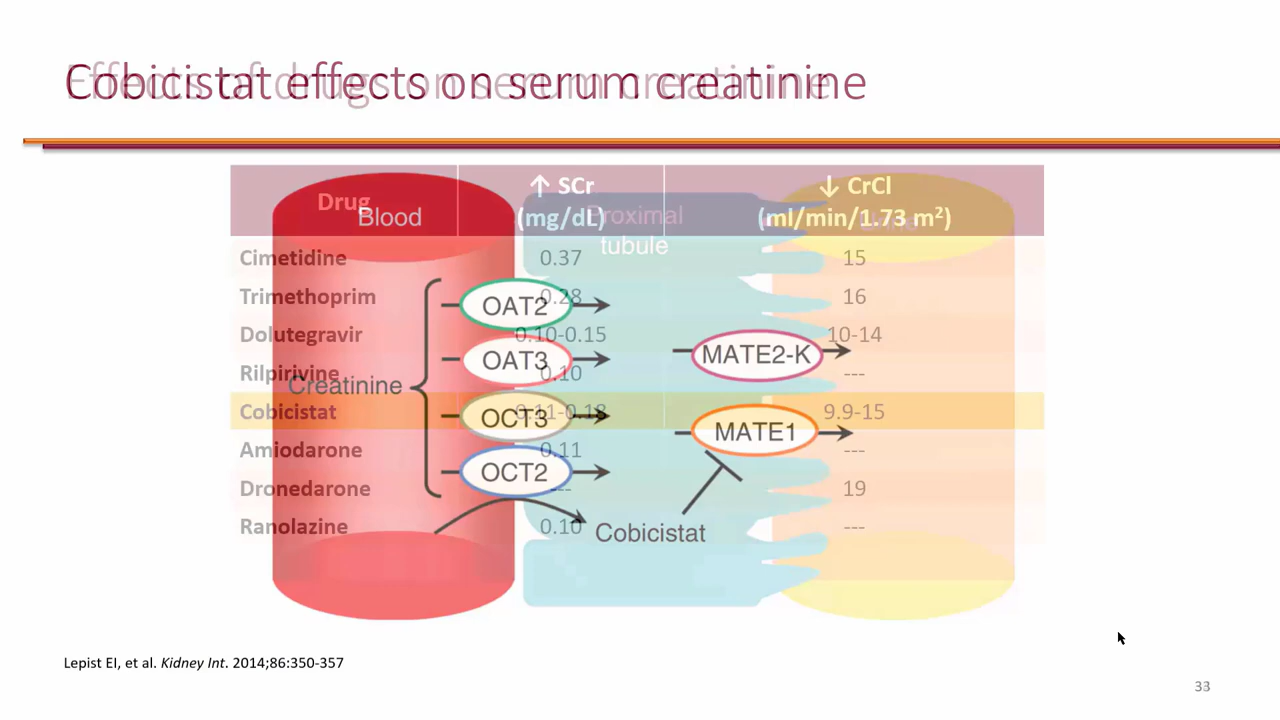 Cobicistat effects on serum creatinine
Effects of drugs on serum creatinine
Drug ↑ SCr (mg/dL) ↓ CrCl (ml/min/1.73 m²)
Cimetidine 0.37 15
Trimethoprim 0.28 16
Dolutegravir 0.10-0.15 10-14
Rilpirivine 0.10 ---
Cobicistat 0.11-0.18 9.9-15
Amiodarone 0.11 ---
Dronedarone --- 19
Ranolazine 0.10 ---
Blood
Proximal
tubule
Urine
Creatinine
OAT2
OAT3
OCT3
OCT2
MATE2-K
MATE1
Cobicistat
Lepist EI, et al. Kidney Int. 2014;86:350-357